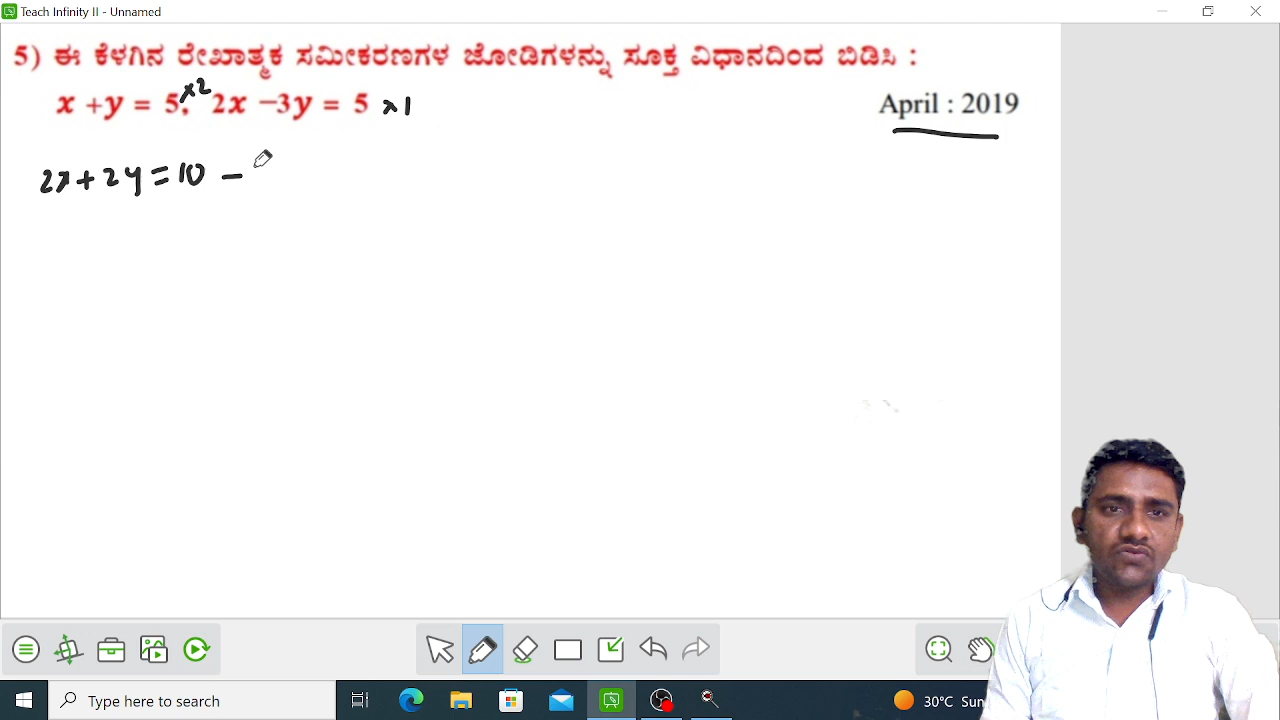 Teach Infinity II - Unnamed
5) ಈ ಕೆಳಗಿನ ರೇಖಾತ್ಮಕ ಸಮೀಕರಣಗಳ ಜೋಡಿಗಳನ್ನು ಸೂಕ್ತ ವಿಧಾನದಿಂದ ಬಿಡಿಸಿ :
x + y = 5, ×2 2x − 3y = 5 ×1 April : 2019
2x + 2y = 10 −
Type here to search 30°C Sun